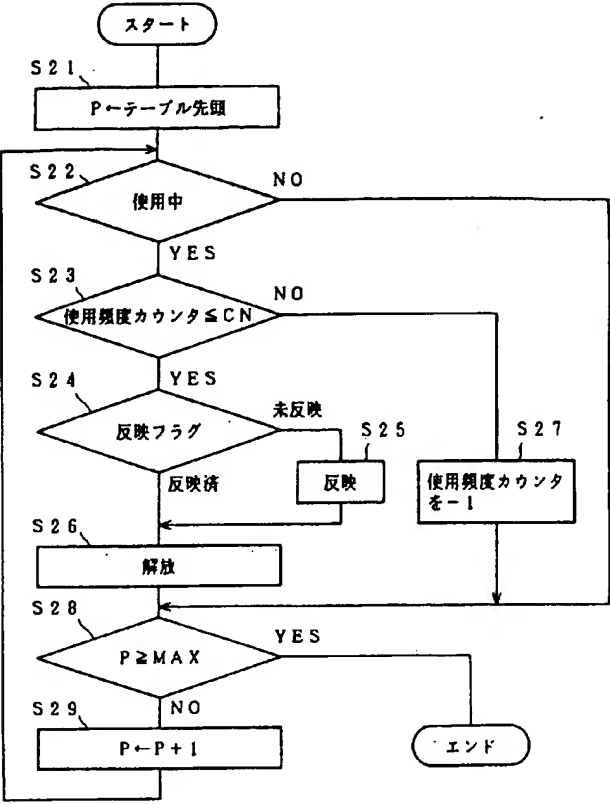 スタート
S21
P←テーブル先頭
S22
使用中
NO
YES
S23
使用頻度カウンタ≦CN
NO
YES
S24
反映フラグ
未反映
S25
反映
S27
使用頻度カウンタ
を-1
反映済
S26
解放
S28
P≧MAX
YES
NO
S29
P←P+1
エンド